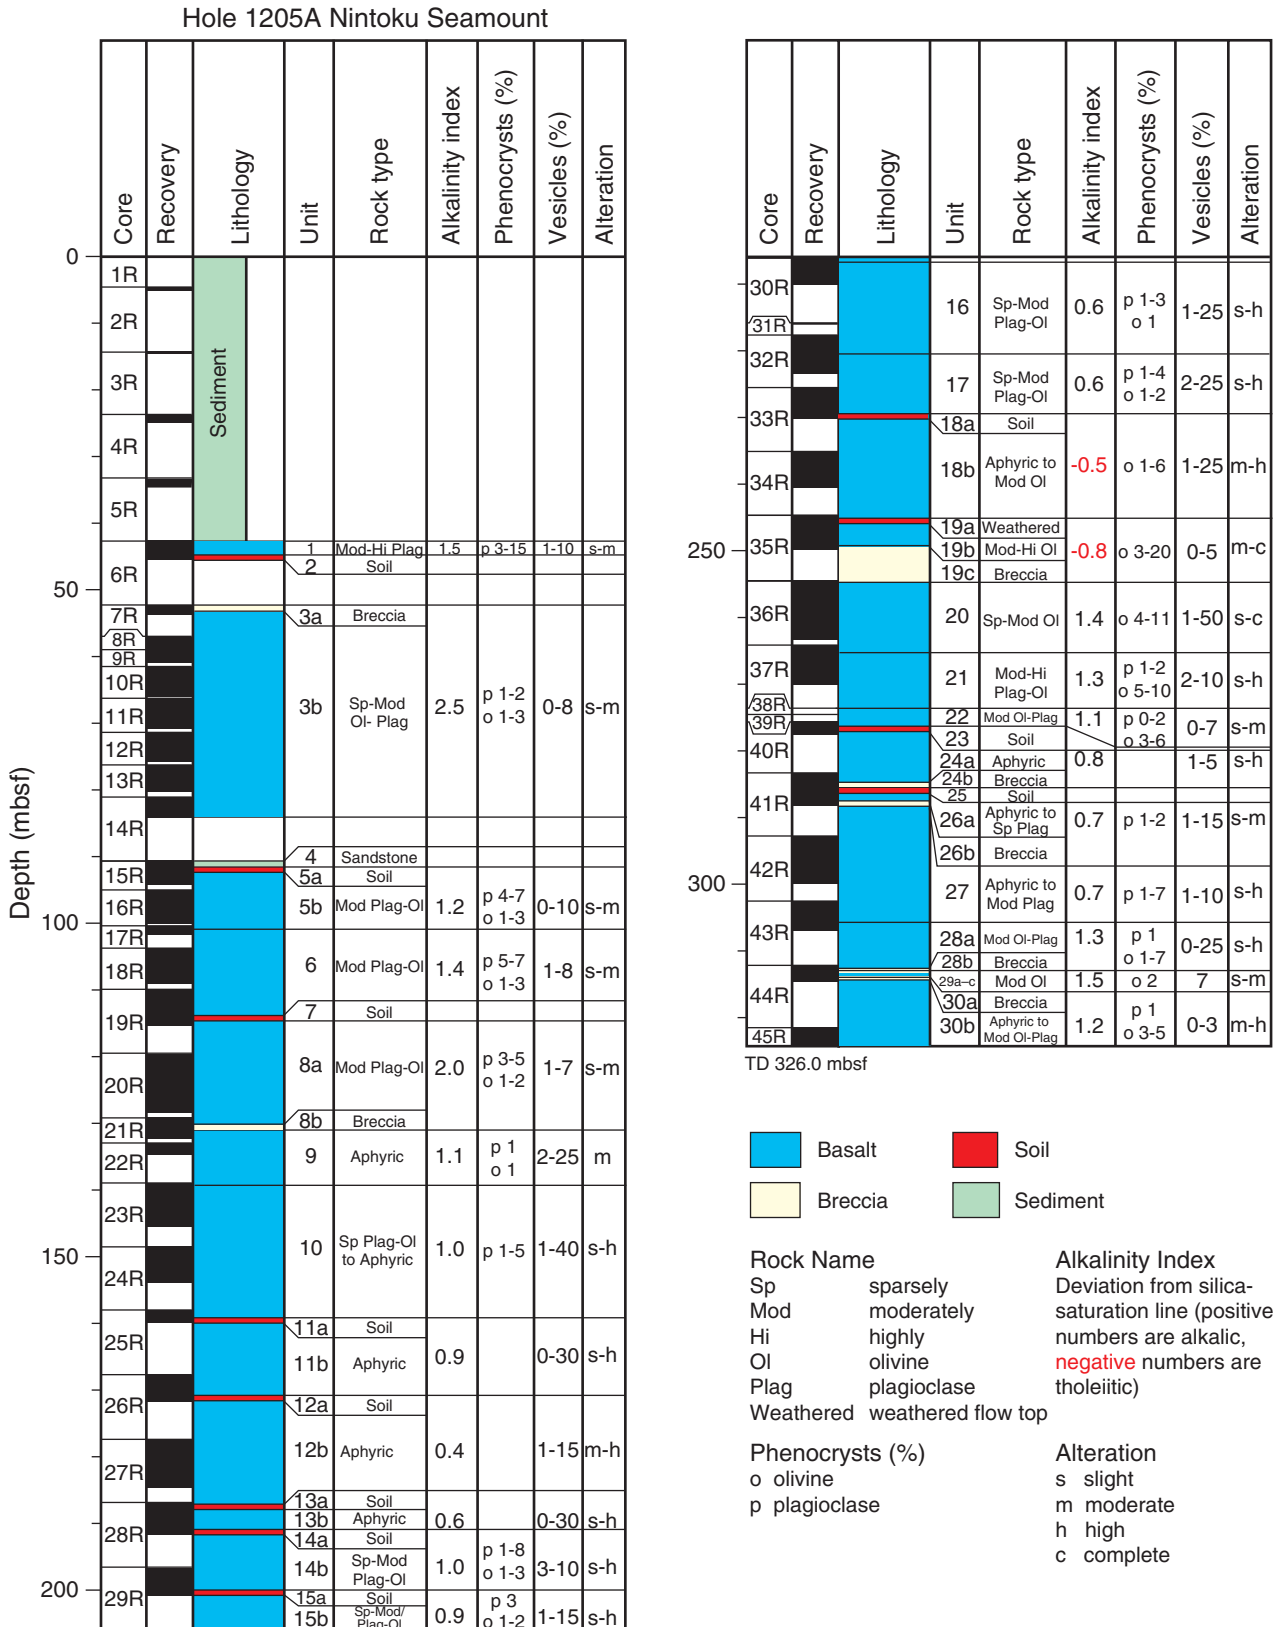 Hole 1205A Nintoku Seamount
Core Recovery Lithology Unit Rock type Alkalinity index Phenocrysts (%) Vesicles (%) Alteration
Depth (mbsf)
0
50
100
150
200
Sediment
1R
2R
3R
4R
5R
6R
7R
8R
9R
10R
11R
12R
13R
14R
15R
16R
17R
18R
19R
20R
21R
22R
23R
24R
25R
26R
27R
28R
29R
1 Mod-Hi Plag 1.5 p 3-15 1-10 s-m
2 Soil
3a Breccia
3b Sp-Mod Ol- Plag 2.5 p 1-2 o 1-3 0-8 s-m
4 Sandstone
5a Soil
5b Mod Plag-Ol 1.2 p 4-7 o 1-3 0-10 s-m
6 Mod Plag-Ol 1.4 p 5-7 o 1-3 1-8 s-m
7 Soil
8a Mod Plag-Ol 2.0 p 3-5 o 1-2 1-7 s-m
8b Breccia
9 Aphyric 1.1 p 1 o 1 2-25 m
10 Sp Plag-Ol to Aphyric 1.0 p 1-5 1-40 s-h
11a Soil
11b Aphyric 0.9 0-30 s-h
12a Soil
12b Aphyric 0.4 1-15 m-h
13a Soil
13b Aphyric 0.6 0-30 s-h
14a Soil
14b Sp-Mod Plag-Ol 1.0 p 1-8 o 1-3 3-10 s-h
15a Soil
15b Sp-Mod/ Plag-Ol 0.9 p 3 o 1-2 1-15 s-h
Core Recovery Lithology Unit Rock type Alkalinity index Phenocrysts (%) Vesicles (%) Alteration
250
300
30R
31R
32R
33R
34R
35R
36R
37R
38R
39R
40R
41R
42R
43R
44R
45R
16 Sp-Mod Plag-Ol 0.6 p 1-3 o 1 1-25 s-h
17 Sp-Mod Plag-Ol 0.6 p 1-4 o 1-2 2-25 s-h
18a Soil
18b Aphyric to Mod Ol -0.5 o 1-6 1-25 m-h
19a Weathered
19b Mod-Hi Ol -0.8 o 3-20 0-5 m-c
19c Breccia
20 Sp-Mod Ol 1.4 o 4-11 1-50 s-c
21 Mod-Hi Plag-Ol 1.3 p 1-2 o 5-10 2-10 s-h
22 Mod Ol-Plag 1.1 p 0-2 o 3-6 0-7 s-m
23 Soil
24a Aphyric 0.8 1-5 s-h
24b Breccia
25 Soil
26a Aphyric to Sp Plag 0.7 p 1-2 1-15 s-m
26b Breccia
27 Aphyric to Mod Plag 0.7 p 1-7 1-10 s-h
28a Mod Ol-Plag 1.3 p 1 o 1-7 0-25 s-h
28b Breccia
29a–c Mod Ol 1.5 o 2 7 s-m
30a Breccia
30b Aphyric to Mod Ol-Plag 1.2 p 1 o 3-5 0-3 m-h
TD 326.0 mbsf
Basalt Soil
Breccia Sediment
Rock Name
Sp sparsely
Mod moderately
Hi highly
Ol olivine
Plag plagioclase
Weathered weathered flow top
Alkalinity Index
Deviation from silica-
saturation line (positive
numbers are alkalic,
negative numbers are
tholeiitic)
Phenocrysts (%)
o olivine
p plagioclase
Alteration
s slight
m moderate
h high
c complete